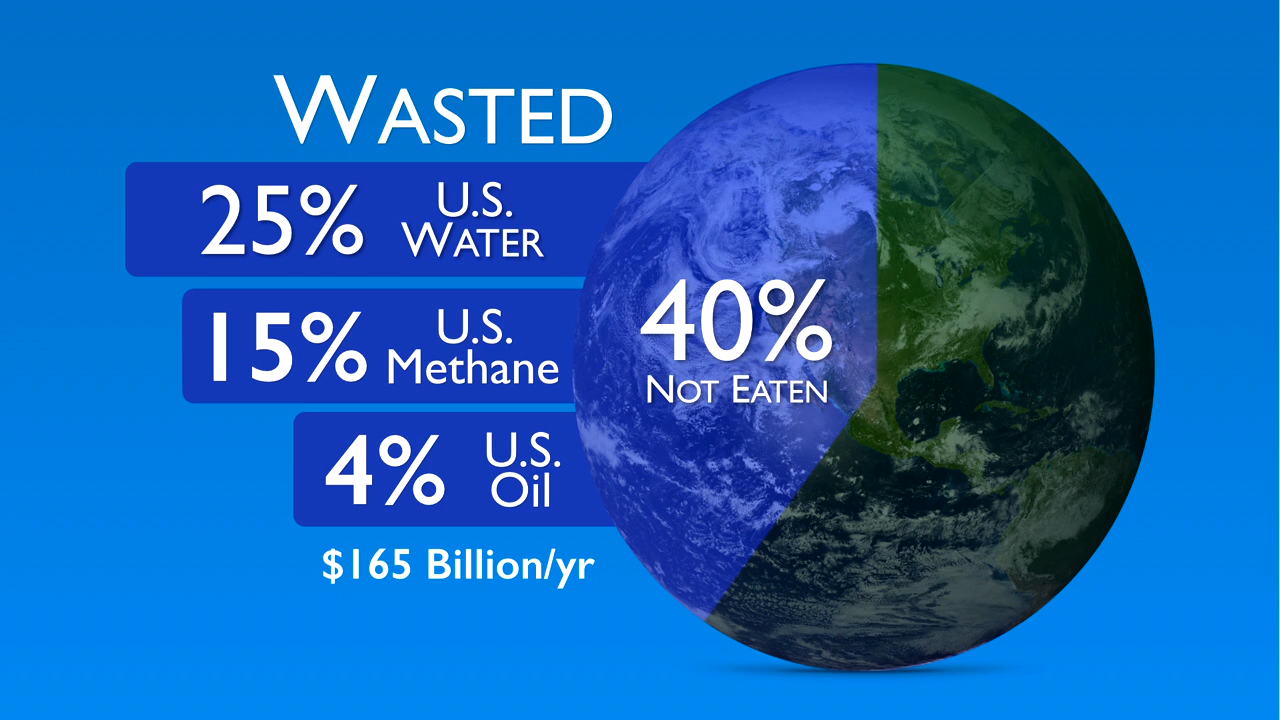 WASTED
25% U.S.
WATER
15% U.S.
Methane
4% U.S.
Oil
$165 Billion/yr
40%
NOT EATEN